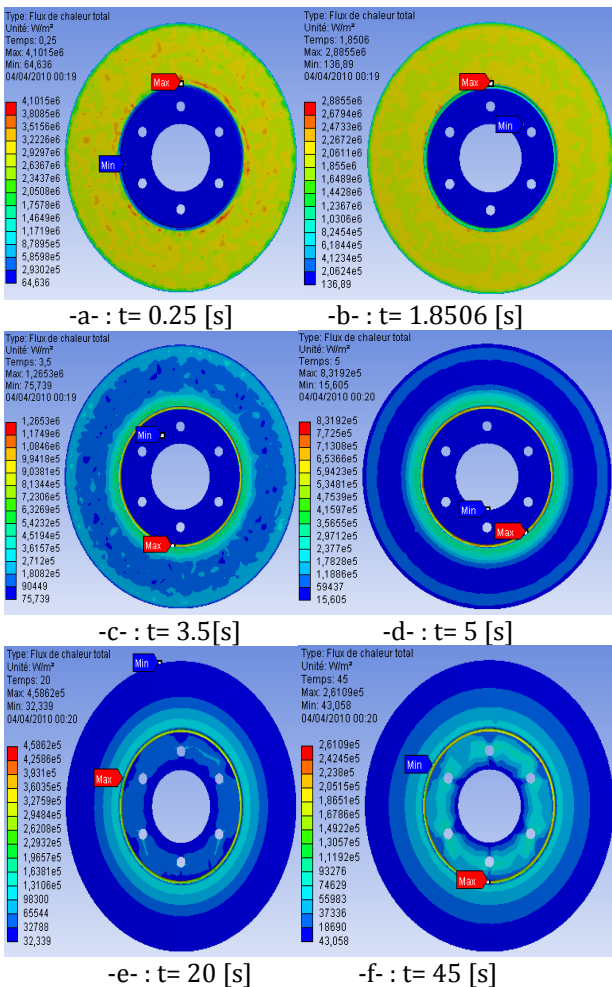 Type: Flux de chaleur total
Unité: W/m²
Temps: 0,25
Max: 4,1015e6
Min: 64,636
04/04/2010 00:19
4,1015e6
3,8085e6
3,5156e6
3,2226e6
2,9297e6
2,6367e6
2,3437e6
2,0508e6
1,7578e6
1,4649e6
1,1719e6
8,7895e5
5,8598e5
2,9302e5
64,636
Max
Min
Type: Flux de chaleur total
Unité: W/m²
Temps: 1,8506
Max: 2,8855e6
Min: 136,89
04/04/2010 00:19
2,8855e6
2,6794e6
2,4733e6
2,2672e6
2,0611e6
1,855e6
1,6489e6
1,4428e6
1,2367e6
1,0306e6
8,2454e5
6,1844e5
4,1234e5
2,0624e5
136,89
Max
Min
-a- : t= 0.25 [s]
-b- : t= 1.8506 [s]
Type: Flux de chaleur total
Unité: W/m²
Temps: 3,5
Max: 1,2653e6
Min: 75,739
04/04/2010 00:19
1,2653e6
1,1749e6
1,0846e6
9,9418e5
9,0381e5
8,1344e5
7,2306e5
6,3269e5
5,4232e5
4,5194e5
3,6157e5
2,712e5
1,8082e5
90449
75,739
Min
Max
Type: Flux de chaleur total
Unité: W/m²
Temps: 5
Max: 8,3192e5
Min: 15,605
04/04/2010 00:20
8,3192e5
7,725e5
7,1308e5
6,5366e5
5,9423e5
5,3481e5
4,7539e5
4,1597e5
3,5655e5
2,9712e5
2,377e5
1,7828e5
1,1886e5
59437
15,605
Min
Max
-c- : t= 3.5[s]
-d- : t= 5 [s]
Type: Flux de chaleur total
Unité: W/m²
Temps: 20
Max: 4,5862e5
Min: 32,339
04/04/2010 00:20
4,5862e5
4,2586e5
3,931e5
3,6035e5
3,2759e5
2,9484e5
2,6208e5
2,2932e5
1,9657e5
1,6381e5
1,3106e5
98300
65544
32788
32,339
Min
Max
Type: Flux de chaleur total
Unité: W/m²
Temps: 45
Max: 2,6109e5
Min: 43,058
04/04/2010 00:20
2,6109e5
2,4245e5
2,238e5
2,0515e5
1,8651e5
1,6786e5
1,4922e5
1,3057e5
1,1192e5
93276
74629
55983
37336
18690
43,058
Min
Max
-e- : t= 20 [s]
-f- : t= 45 [s]